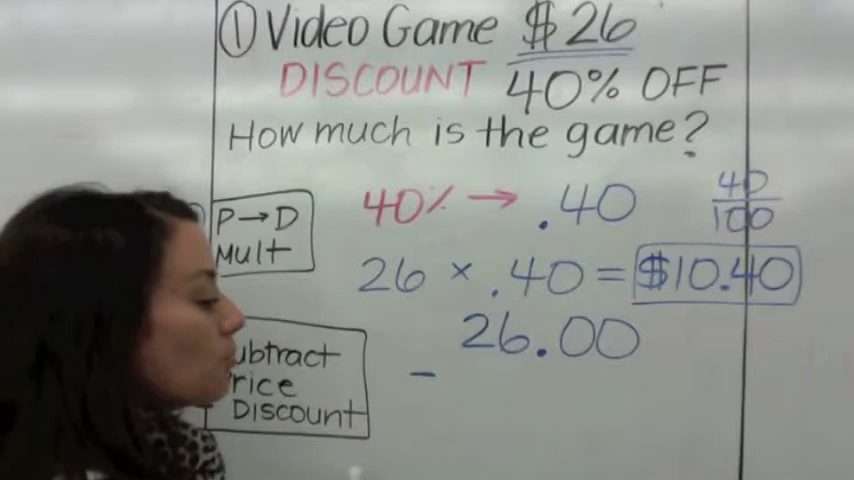 ① Video Game $26
DISCOUNT 40% OFF
How much is the game?
P→D
Mult
40% → .40
40
100
26 × .40 = $10.40
26.00
-
ubtract
rice
DISCOUNT